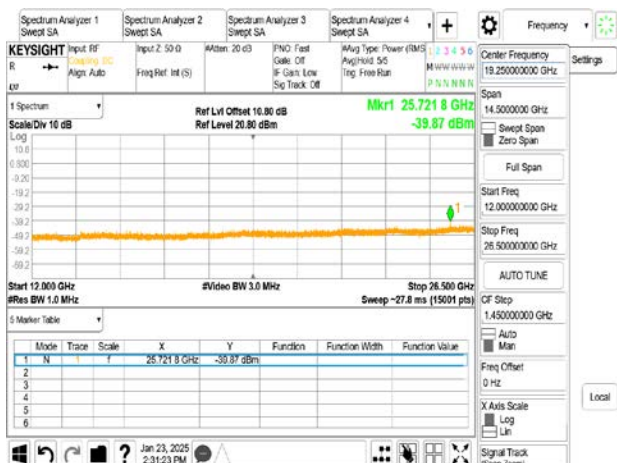 Spectrum Analyzer 1
Swept SA
Spectrum Analyzer 2
Swept SA
Spectrum Analyzer 3
Swept SA
Spectrum Analyzer 4
Swept SA
+
Frequency
KEYSIGHT
R
Input: RF
Coupling: DC
Align: Auto
Input Z: 50 Ω
Freq Ref: Int (S)
#Atten: 20 dB
PNO: Fast
Gate: Off
IF Gain: Low
Sig Track: Off
#Avg Type: Power (RMS
Avg|Hold: 5/5
Trig: Free Run
1 2 3 4 5 6
M W W W W W
P N N N N N
1 Spectrum
Scale/Div 10 dB
Ref Lvl Offset 10.80 dB
Ref Level 20.80 dBm
Mkr1 25.721 8 GHz
-39.87 dBm
Log
10.8
0.800
-9.20
-19.2
-29.2
-39.2
-49.2
-59.2
-69.2
1
Start 12.000 GHz
#Res BW 1.0 MHz
#Video BW 3.0 MHz
Stop 26.500 GHz
Sweep ~27.8 ms (15001 pts)
5 Marker Table
Mode Trace Scale X Y Function Function Width Function Value
1 N 1 f 25.721 8 GHz -39.87 dBm
2
3
4
5
6
Jan 23, 2025
2:31:23 PM
Center Frequency
19.250000000 GHz
Span
14.5000000 GHz
Swept Span
Zero Span
Full Span
Start Freq
12.000000000 GHz
Stop Freq
26.500000000 GHz
AUTO TUNE
CF Step
1.450000000 GHz
Auto
Man
Freq Offset
0 Hz
X Axis Scale
Log
Lin
Signal Track
Settings
Local